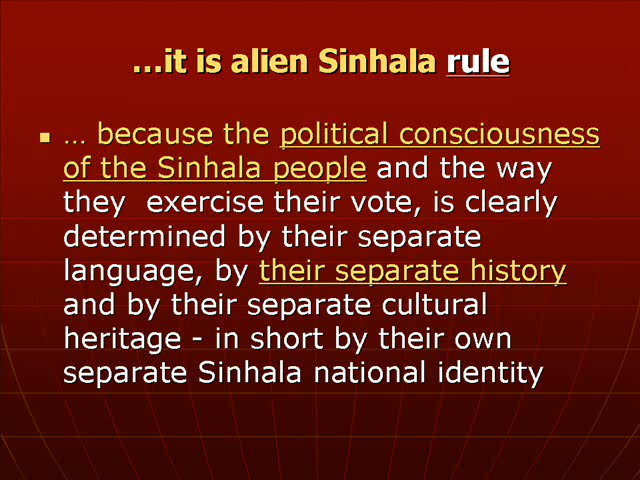 …it is alien Sinhala rule
… because the political consciousness
of the Sinhala people and the way
they  exercise their vote, is clearly
determined by their separate
language, by their separate history
and by their separate cultural
heritage - in short by their own
separate Sinhala national identity